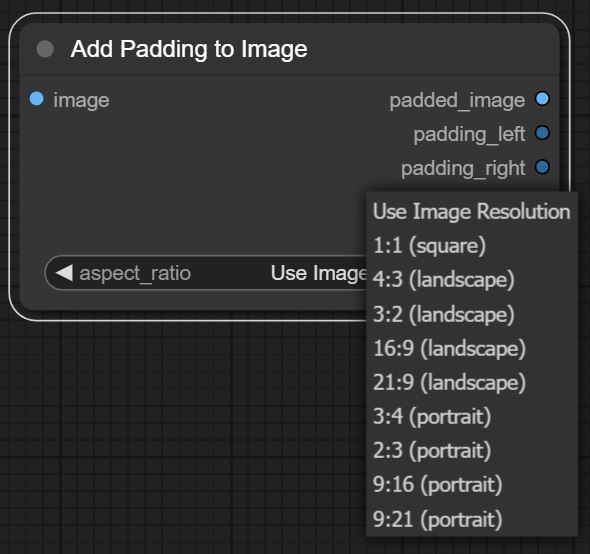 Add Padding to Image
image
padded_image
padding_left
padding_right
aspect_ratio
Use Image
Use Image Resolution
1:1 (square)
4:3 (landscape)
3:2 (landscape)
16:9 (landscape)
21:9 (landscape)
3:4 (portrait)
2:3 (portrait)
9:16 (portrait)
9:21 (portrait)